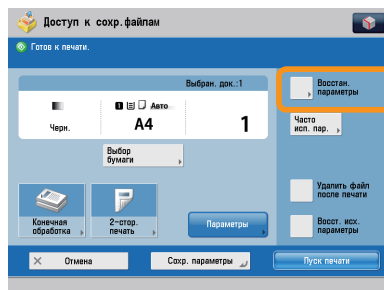 Доступ к сохр.файлам
Готов к печати.
Выбран. док.:1
Черн.
1 Авто
A4
1
Выбор
бумаги
Конечная
обработка
2-стор.
печать
Параметры
Восстан.
параметры
Часто
исп. пар.
Удалить файл
после печати
Восст. исх.
параметры
Отмена
Сохр. параметры
Пуск печати